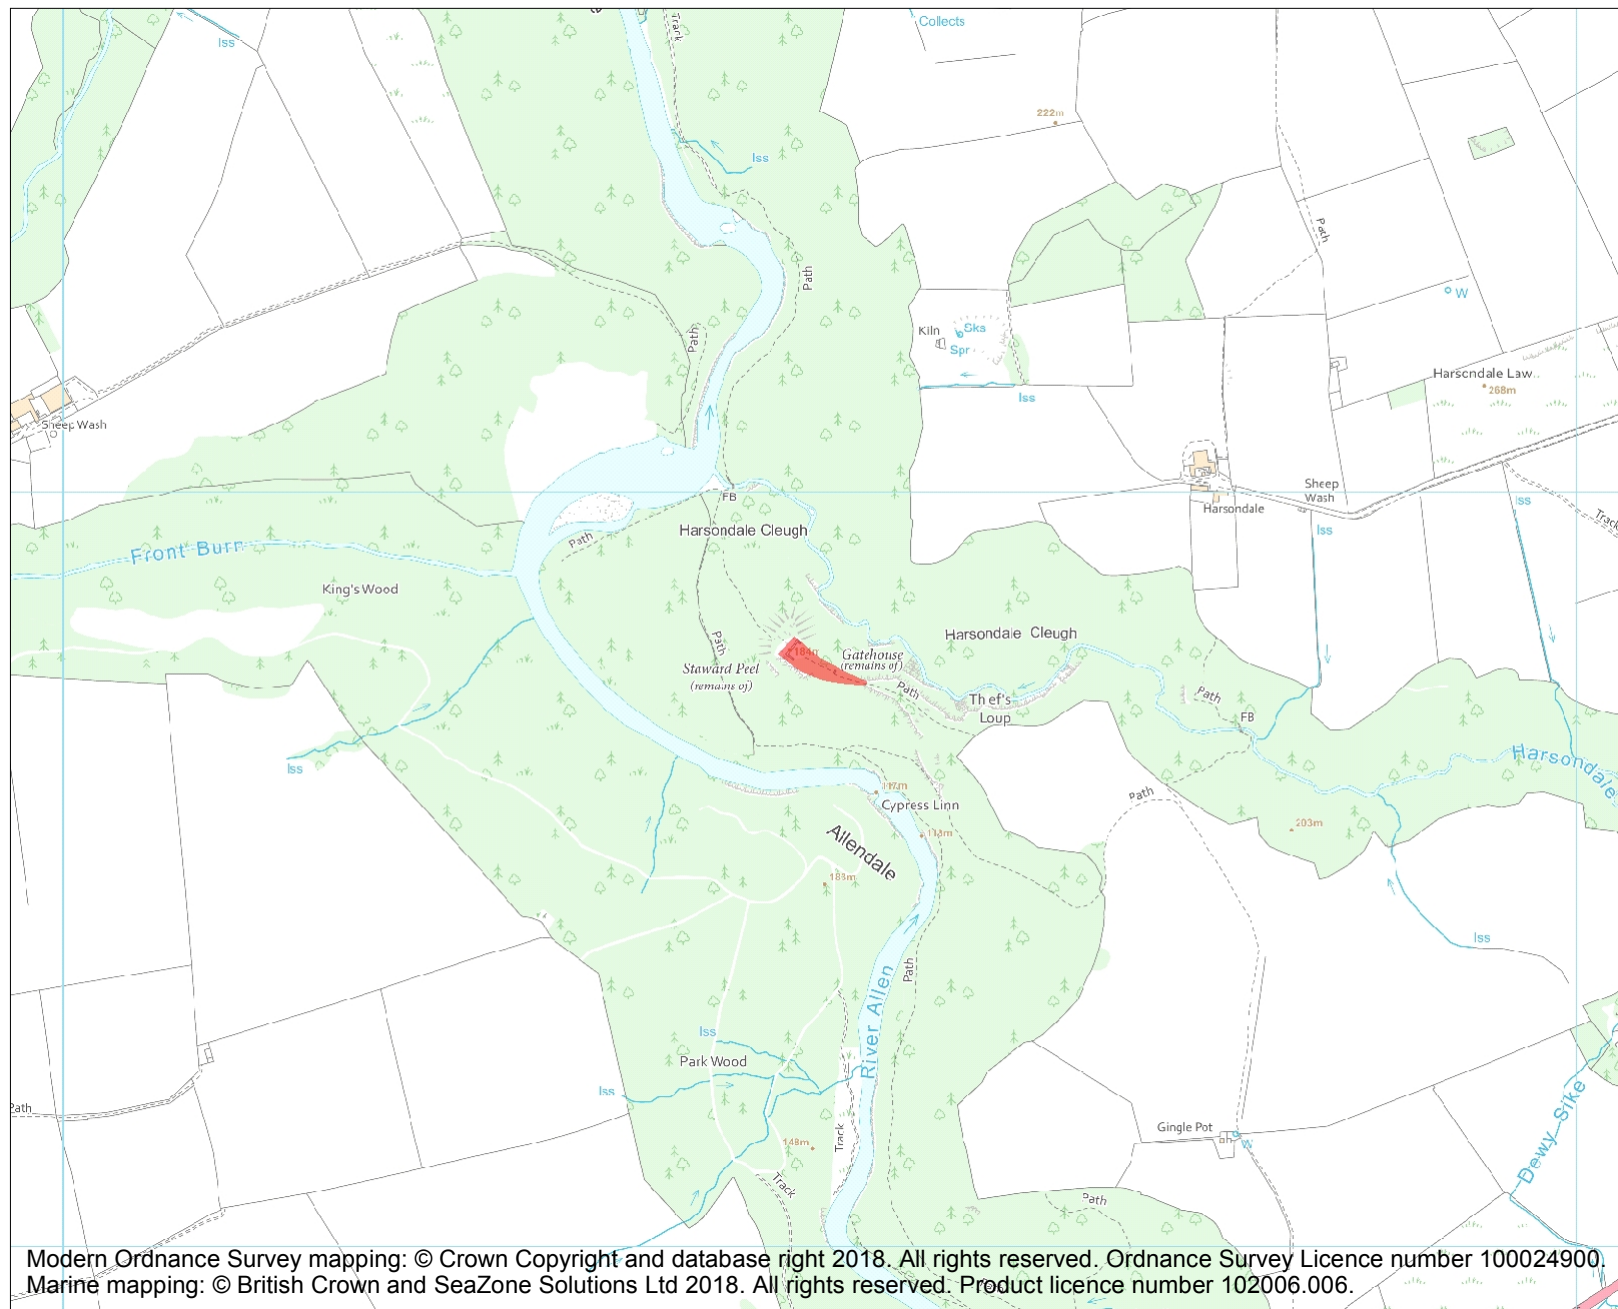 Collects
Track
Iss
222m
Iss
Path
Path
W
Kiln
Sks
Spr
Path
Harsondale Law
268m
Iss
Sheep Wash
Sheep
Wash
Harsondale
Iss
Iss
Track
FB
Harsondale Cleugh
Path
Front Burn
King's Wood
Harsondale Cleugh
Path
184m
Gatehouse
(remains of)
Staward Peel
(remains of)
Path
Thief's
Loup
Path
FB
Harsondale
Iss
117m
Cypress Linn
Path
203m
Allendale
183m
Iss
River Allen
Path
Iss
Park Wood
Iss
Path
Gingle Pot
W
Dewy Sike
148m
Track
Track
Path
Modern Ordnance Survey mapping: © Crown Copyright and database right 2018. All rights reserved. Ordnance Survey Licence number 100024900.
Marine mapping: © British Crown and SeaZone Solutions Ltd 2018. All rights reserved. Product licence number 102006.006.